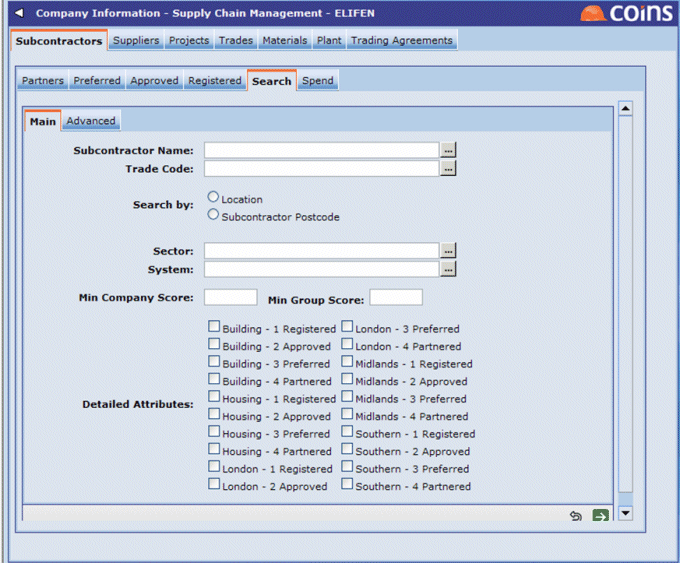 Company Information - Supply Chain Management - ELIFEN
coins
Subcontractors Suppliers Projects Trades Materials Plant Trading Agreements
Partners Preferred Approved Registered Search Spend
Main Advanced
Subcontractor Name: ...
Trade Code: ...
Search by: Location
Subcontractor Postcode
Sector: ...
System: ...
Min Company Score: Min Group Score:
Building - 1 Registered London - 3 Preferred
Building - 2 Approved London - 4 Partnered
Building - 3 Preferred Midlands - 1 Registered
Building - 4 Partnered Midlands - 2 Approved
Detailed Attributes: Housing - 1 Registered Midlands - 3 Preferred
Housing - 2 Approved Midlands - 4 Partnered
Housing - 3 Preferred Southern - 1 Registered
Housing - 4 Partnered Southern - 2 Approved
London - 1 Registered Southern - 3 Preferred
London - 2 Approved Southern - 4 Partnered